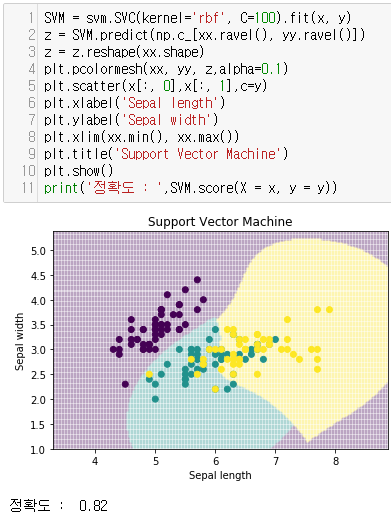 1 SVM = svm.SVC(kernel='rbf', C=100).fit(x, y)
2 z = SVM.predict(np.c_[xx.ravel(), yy.ravel()])
3 z = z.reshape(xx.shape)
4 plt.pcolormesh(xx, yy, z,alpha=0.1)
5 plt.scatter(x[:, 0],x[:, 1],c=y)
6 plt.xlabel('Sepal length')
7 plt.ylabel('Sepal width')
8 plt.xlim(xx.min(), xx.max())
9 plt.title('Support Vector Machine')
10 plt.show()
11 print('정확도 : ',SVM.score(X = x, y = y))
Support Vector Machine
5.0
4.5
4.0
3.5
3.0
2.5
2.0
1.5
1.0
Sepal width
4 5 6 7 8
Sepal length
정확도 :  0.82